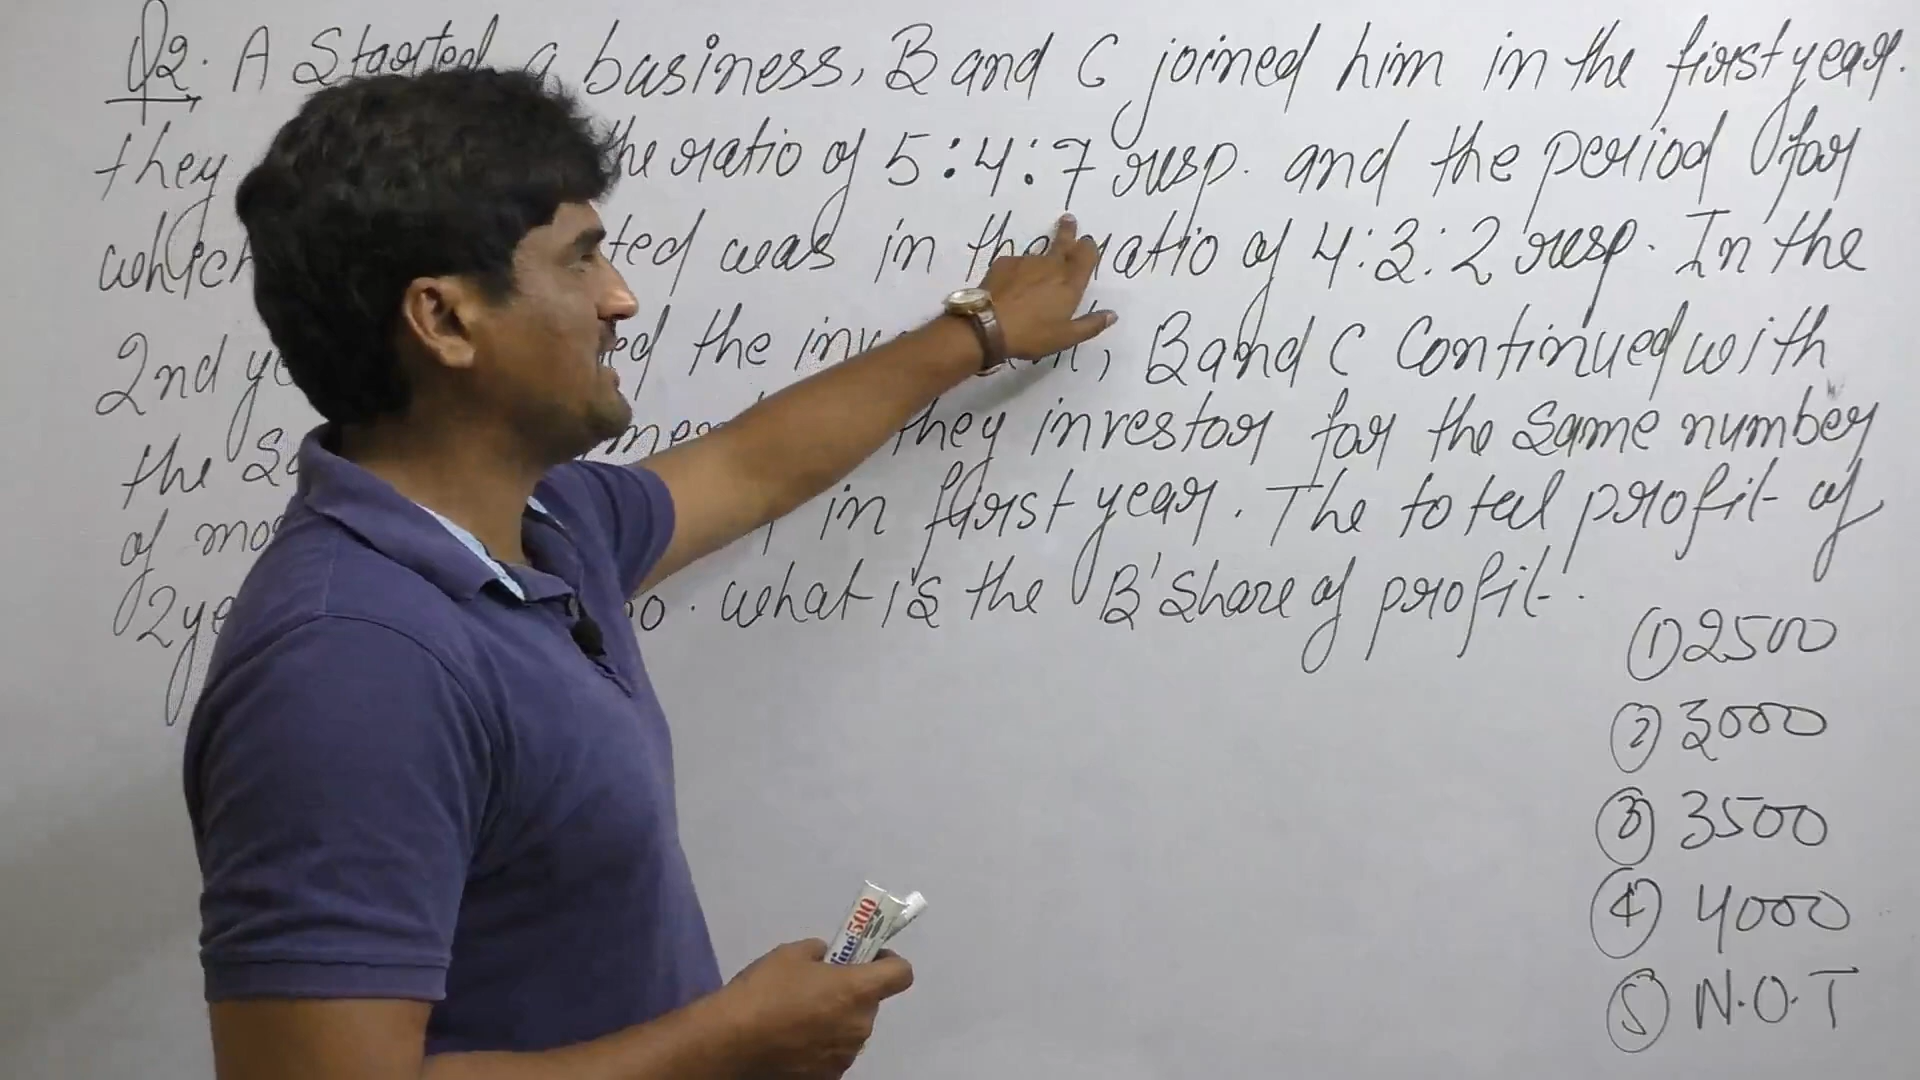 Q2. A Started a business, B and C joined him in the first year.
they the ratio of 5:4:7 resp. and the period for
which ted was in the ratio of 4:3:2 resp. In the
2nd ed the B and C Continued with
the they investor for the Same number
of in first year. The total profit of
2 0. What is the B'Share of profit.
① 2500
② 3000
③ 3500
④ 4000
⑤ N.O.T
line 500